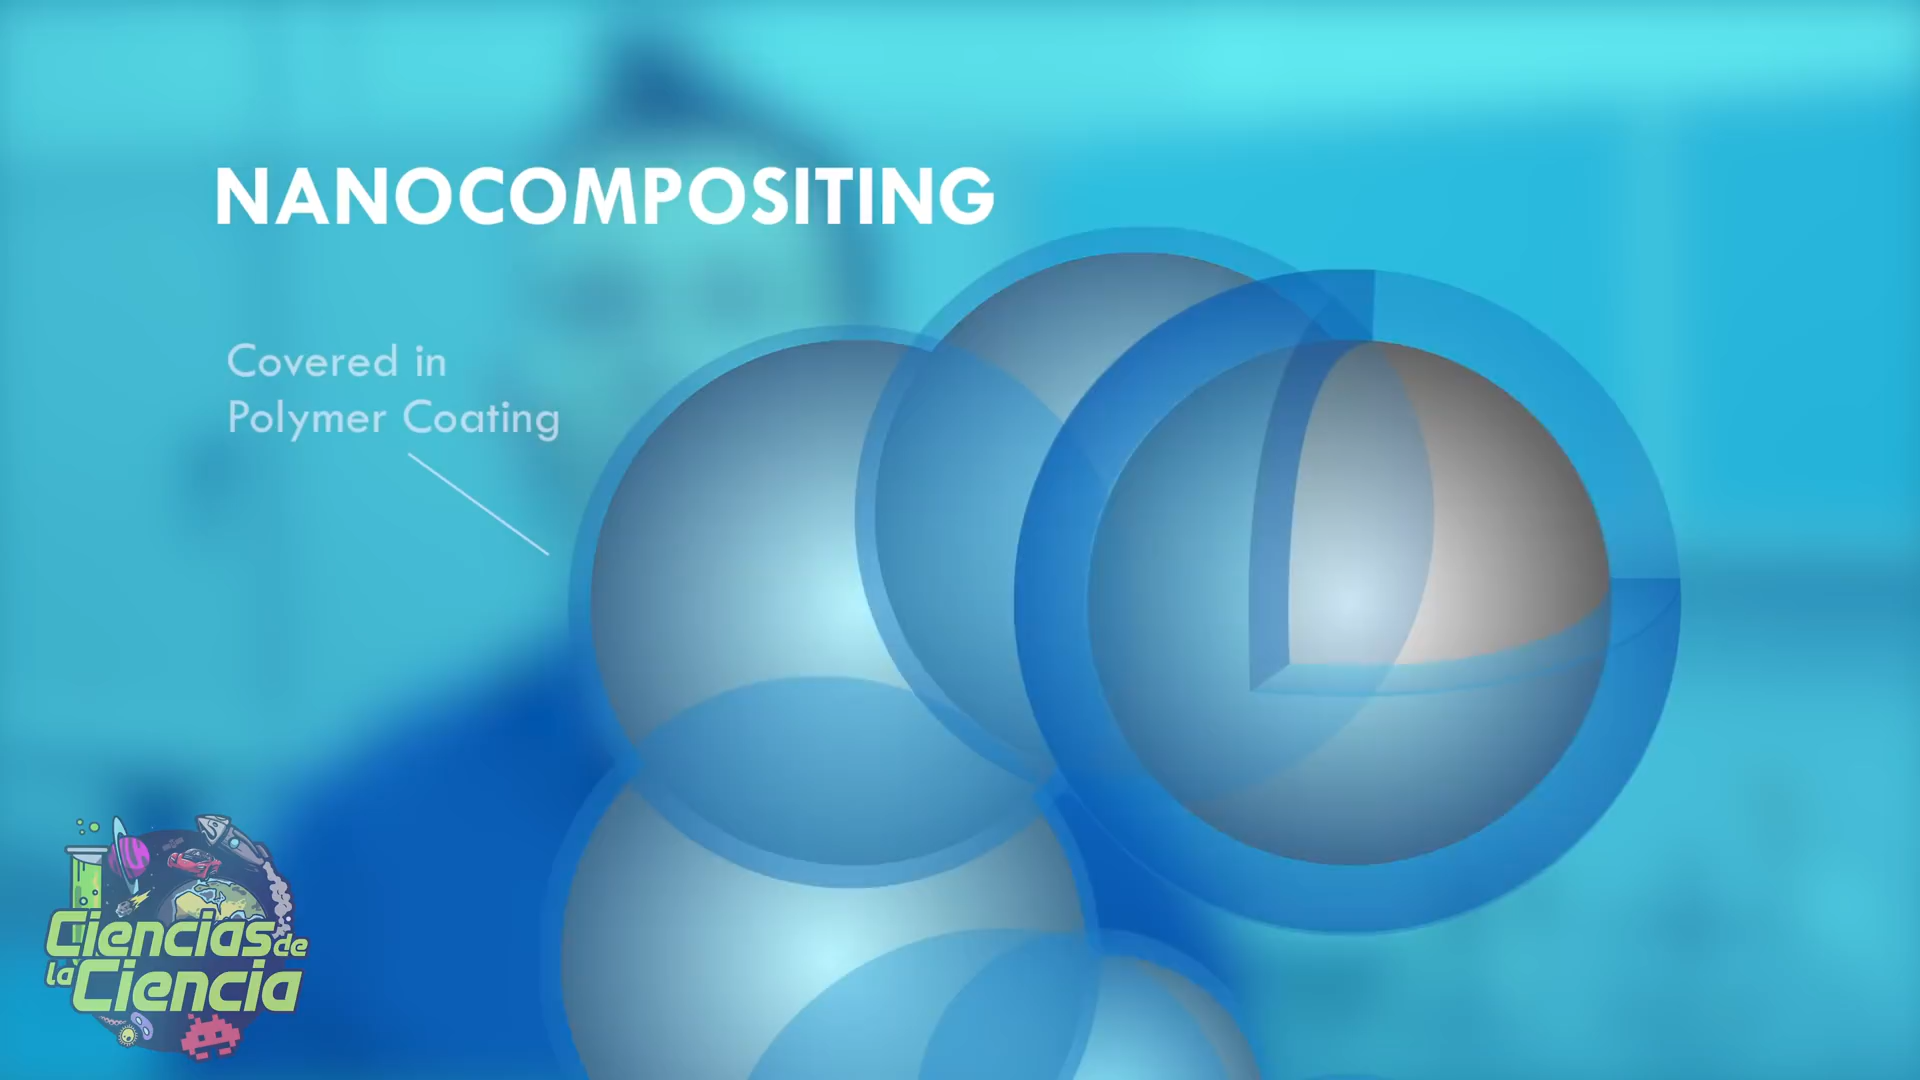 NANOCOMPOSITING
Covered in
Polymer Coating
Ciencias de
la Ciencia